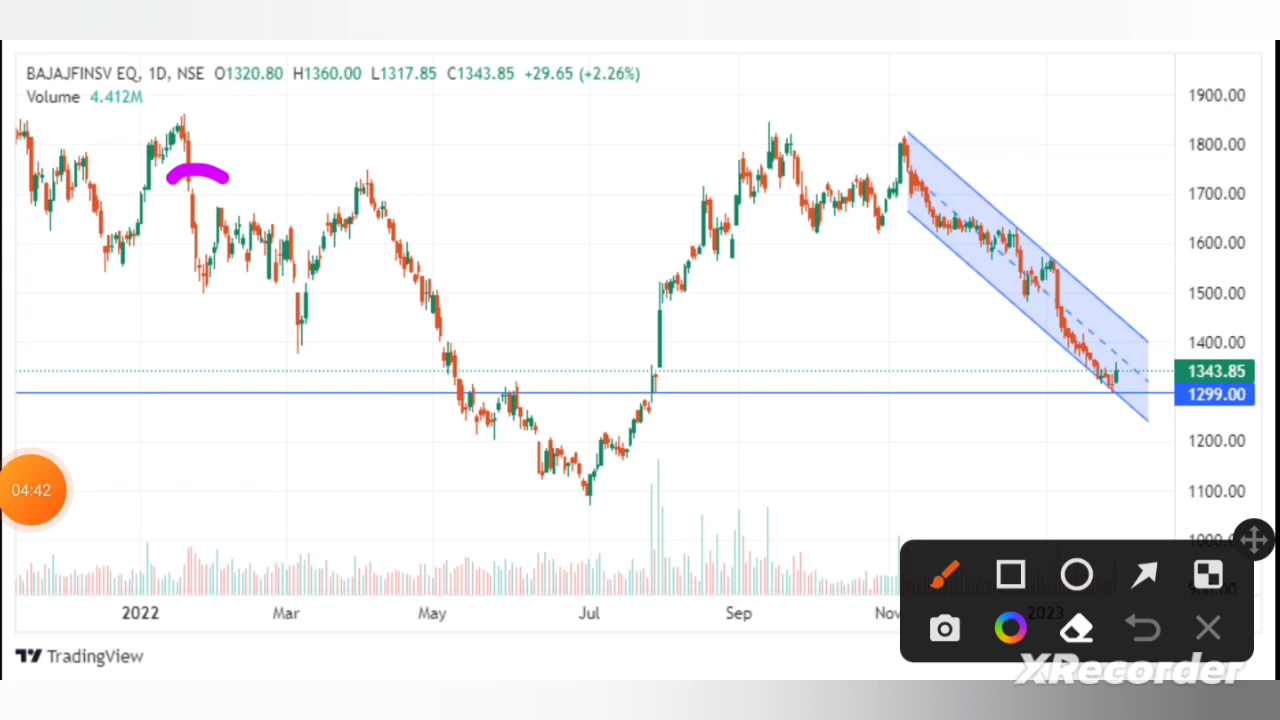 BAJAJFINSV EQ, 1D, NSE O1320.80 H1360.00 L1317.85 C1343.85 +29.65 (+2.26%)
Volume 4.412M
1900.00
1800.00
1700.00
1600.00
1500.00
1400.00
1343.85
1299.00
1200.00
1100.00
04:42
2022 Mar May Jul Sep Nov 2023
TradingView
XRecorder